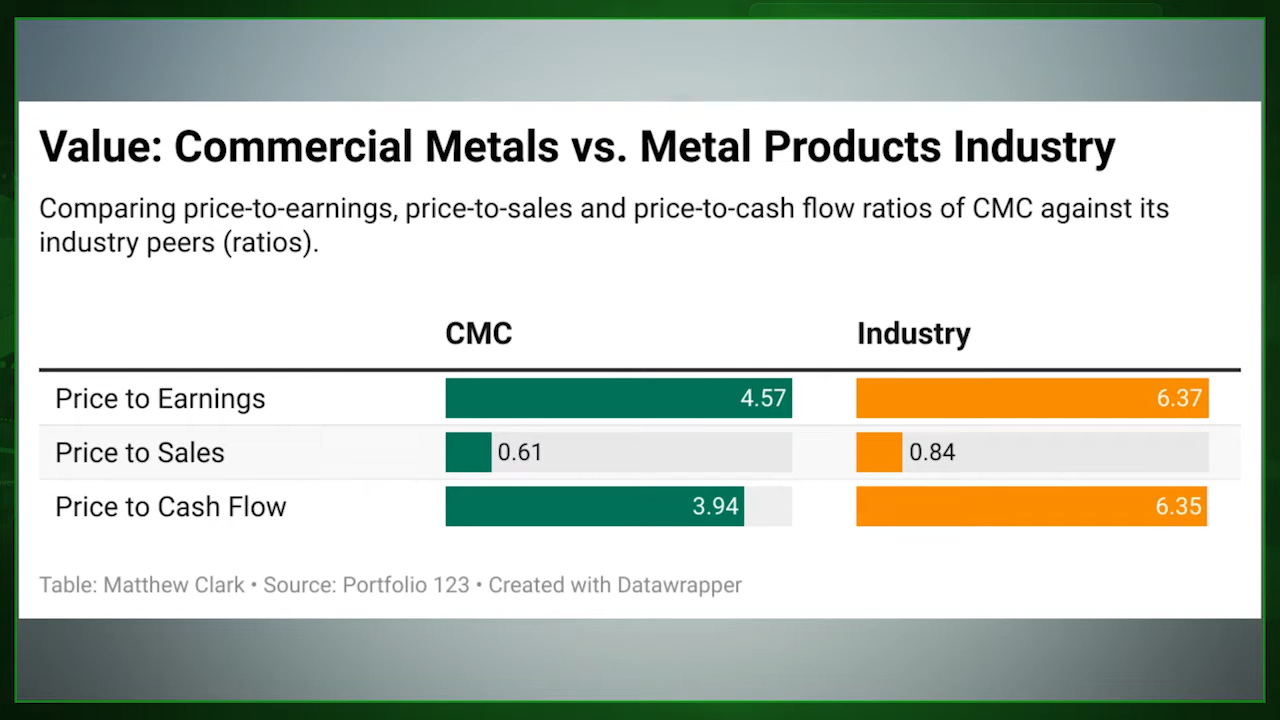 Value: Commercial Metals vs. Metal Products Industry
Comparing price-to-earnings, price-to-sales and price-to-cash flow ratios of CMC against its
industry peers (ratios).
CMC Industry
Price to Earnings 4.57 6.37
Price to Sales 0.61 0.84
Price to Cash Flow 3.94 6.35
Table: Matthew Clark • Source: Portfolio 123 • Created with Datawrapper